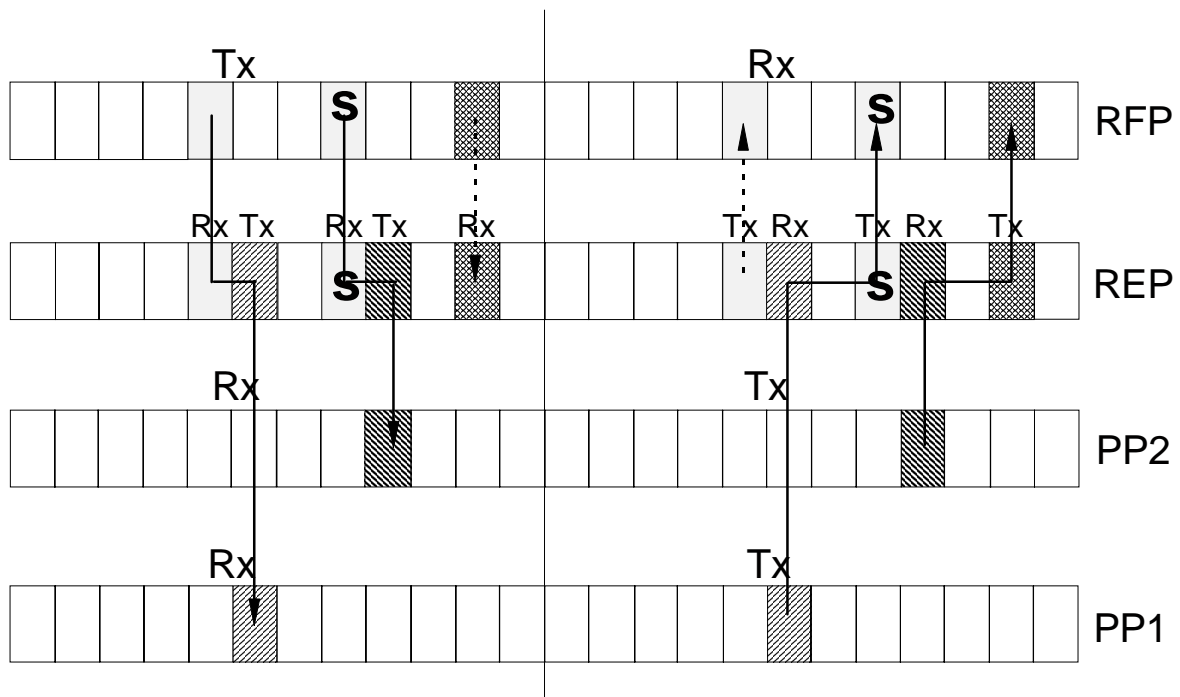 Tx Rx
S S RFP
Rx Tx Rx Tx Rx Tx Rx Tx Rx Tx
S S REP
Rx Tx
PP2
Rx Tx
PP1